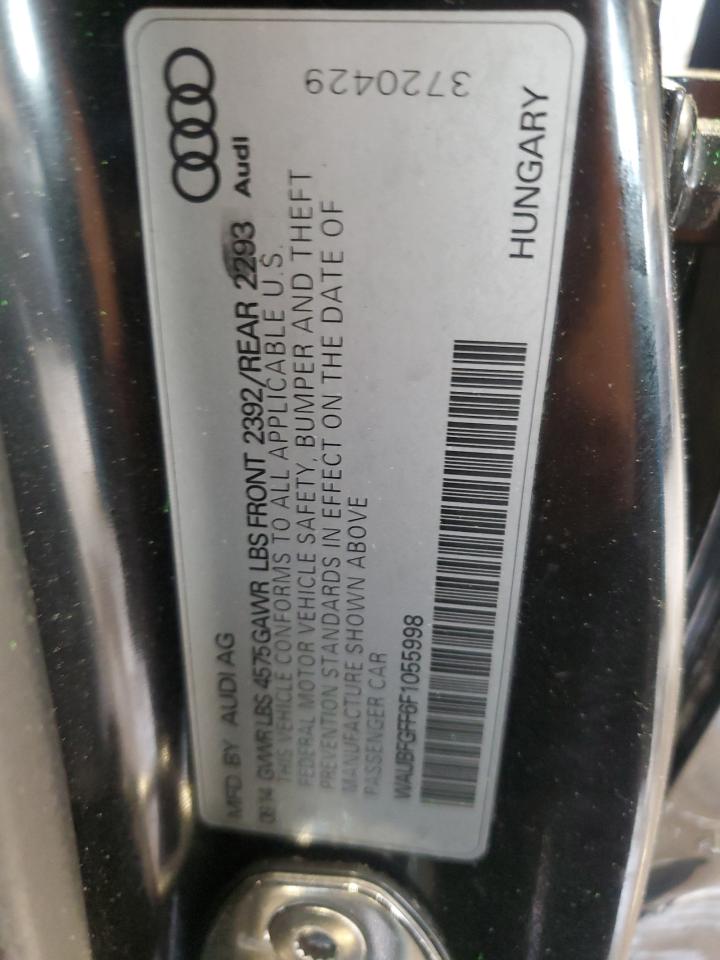 Audi
MFD. BY AUDI AG
08/14 GVWR LBS 4575 GAWR LBS FRONT 2392/REAR 2293
THIS VEHICLE CONFORMS TO ALL APPLICABLE U.S.
FEDERAL MOTOR VEHICLE SAFETY, BUMPER AND THEFT
PREVENTION STANDARDS IN EFFECT ON THE DATE OF
MANUFACTURE SHOWN ABOVE
PASSENGER CAR
WAUBFGFF6F1055998
HUNGARY
3720429